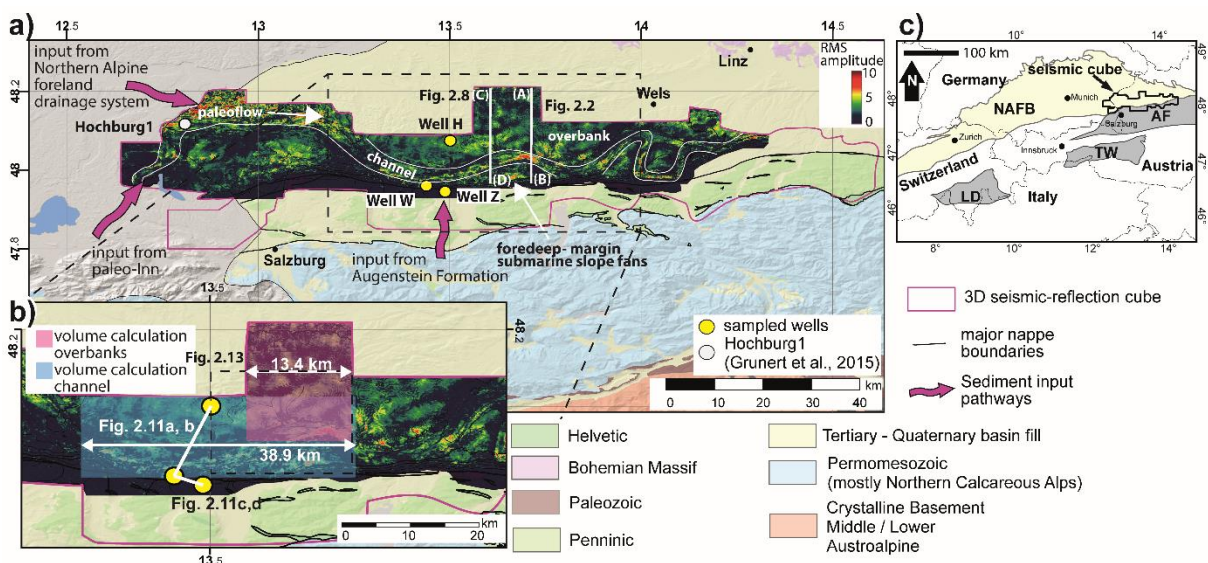 a)
12.5
13
13.5
14
14.5
input from
Northern Alpine
foreland
drainage system
48.2
48
47.8
Hochburg1
paleoflow
Well H
Fig. 2.8
(C)
(A)
Fig. 2.2
overbank
channel
(D)
(B)
Well W
Well Z
Linz
Wels
RMS
amplitude
10
0
input from
paleo-Inn
Salzburg
input from
Augenstein Formation
foredeep- margin
submarine slope fans
sampled wells
Hochburg1
(Grunert et al., 2015)
0
10
20
30
40
km
b)
13.5
48.2
48.2
volume calculation
overbanks
volume calculation
channel
Fig. 2.13
13.4 km
Fig. 2.11a, b
38.9 km
Fig. 2.11c,d
0
10
20
km
13.5
c)
12°
14°
100 km
N
Germany
seismic cube
Munich
48°
NAFB
Salzburg
AF
Zurich
Innsbruck
47°
TW
Austria
Switzerland
47°
46°
LD
Italy
46°
8°
10°
12°
3D seismic-reflection cube
major nappe
boundaries
Sediment input
pathways
Helvetic
Bohemian Massif
Paleozoic
Penninic
Tertiary - Quaternary basin fill
Permomesozoic
(mostly Northern Calcareous Alps)
Crystalline Basement
Middle / Lower
Austroalpine